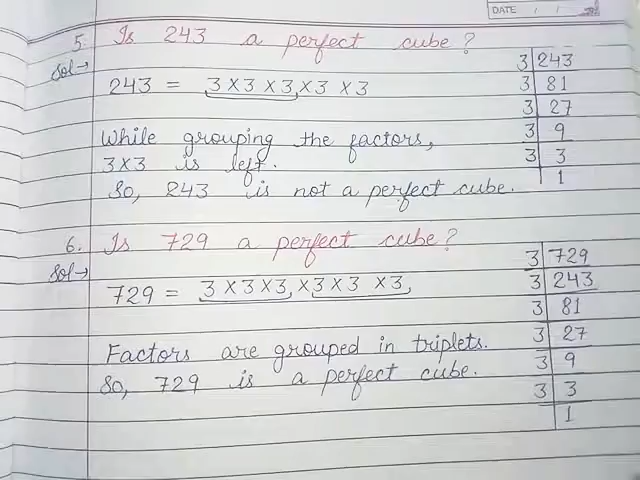 DATE / /
5. Is 243 a perfect cube?
Sol→
243 = 3 × 3 × 3 × 3 × 3
3 243
3 81
3 27
3 9
3 3
1
While grouping the factors,
3×3 is left.
So, 243 is not a perfect cube.
6. Is 729 a perfect cube?
Sol→
729 = 3 × 3 × 3, × 3 × 3 × 3,
3 729
3 243
3 81
3 27
3 9
3 3
1
Factors are grouped in triplets.
So, 729 is a perfect cube.